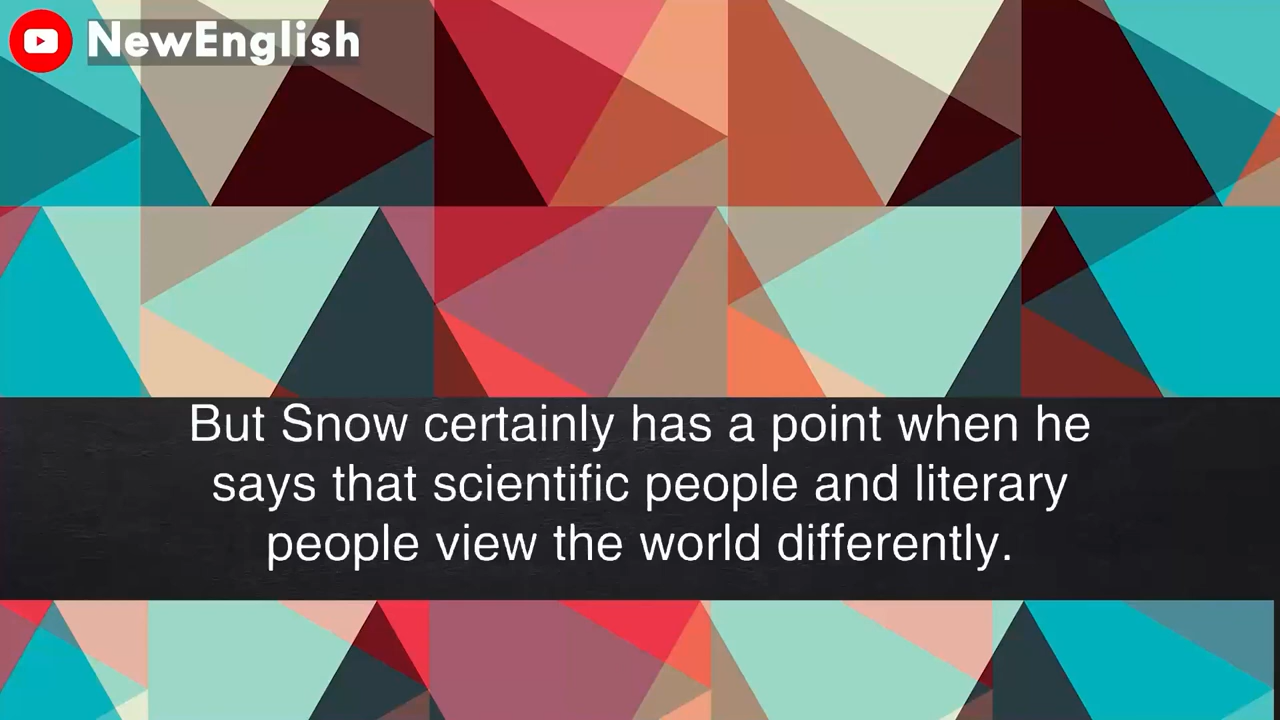 NewEnglish
But Snow certainly has a point when he
says that scientific people and literary
people view the world differently.